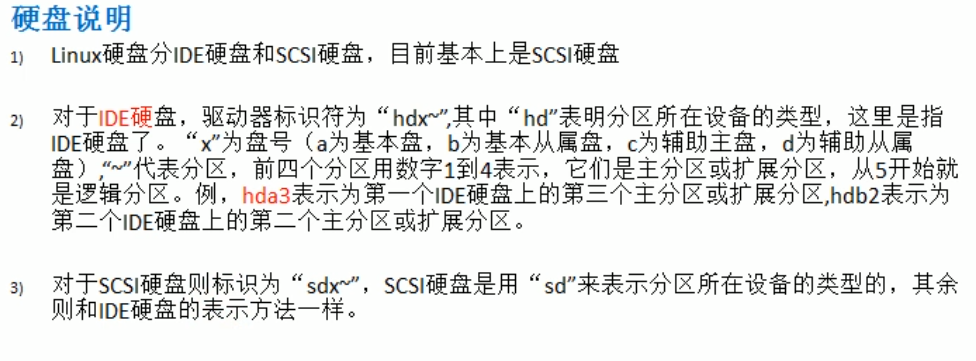 硬盘说明
1) Linux硬盘分IDE硬盘和SCSI硬盘，目前基本上是SCSI硬盘
2) 对于IDE硬盘，驱动器标识符为“hdx~”,其中“hd”表明分区所在设备的类型，这里是指
IDE硬盘了。“x”为盘号（a为基本盘，b为基本从属盘，c为辅助主盘，d为辅助从属
盘）,“~”代表分区，前四个分区用数字1到4表示，它们是主分区或扩展分区，从5开始就
是逻辑分区。例，hda3表示为第一个IDE硬盘上的第三个主分区或扩展分区,hdb2表示为
第二个IDE硬盘上的第二个主分区或扩展分区。
3) 对于SCSI硬盘则标识为“sdx~”，SCSI硬盘是用“sd”来表示分区所在设备的类型的，其余
则和IDE硬盘的表示方法一样。